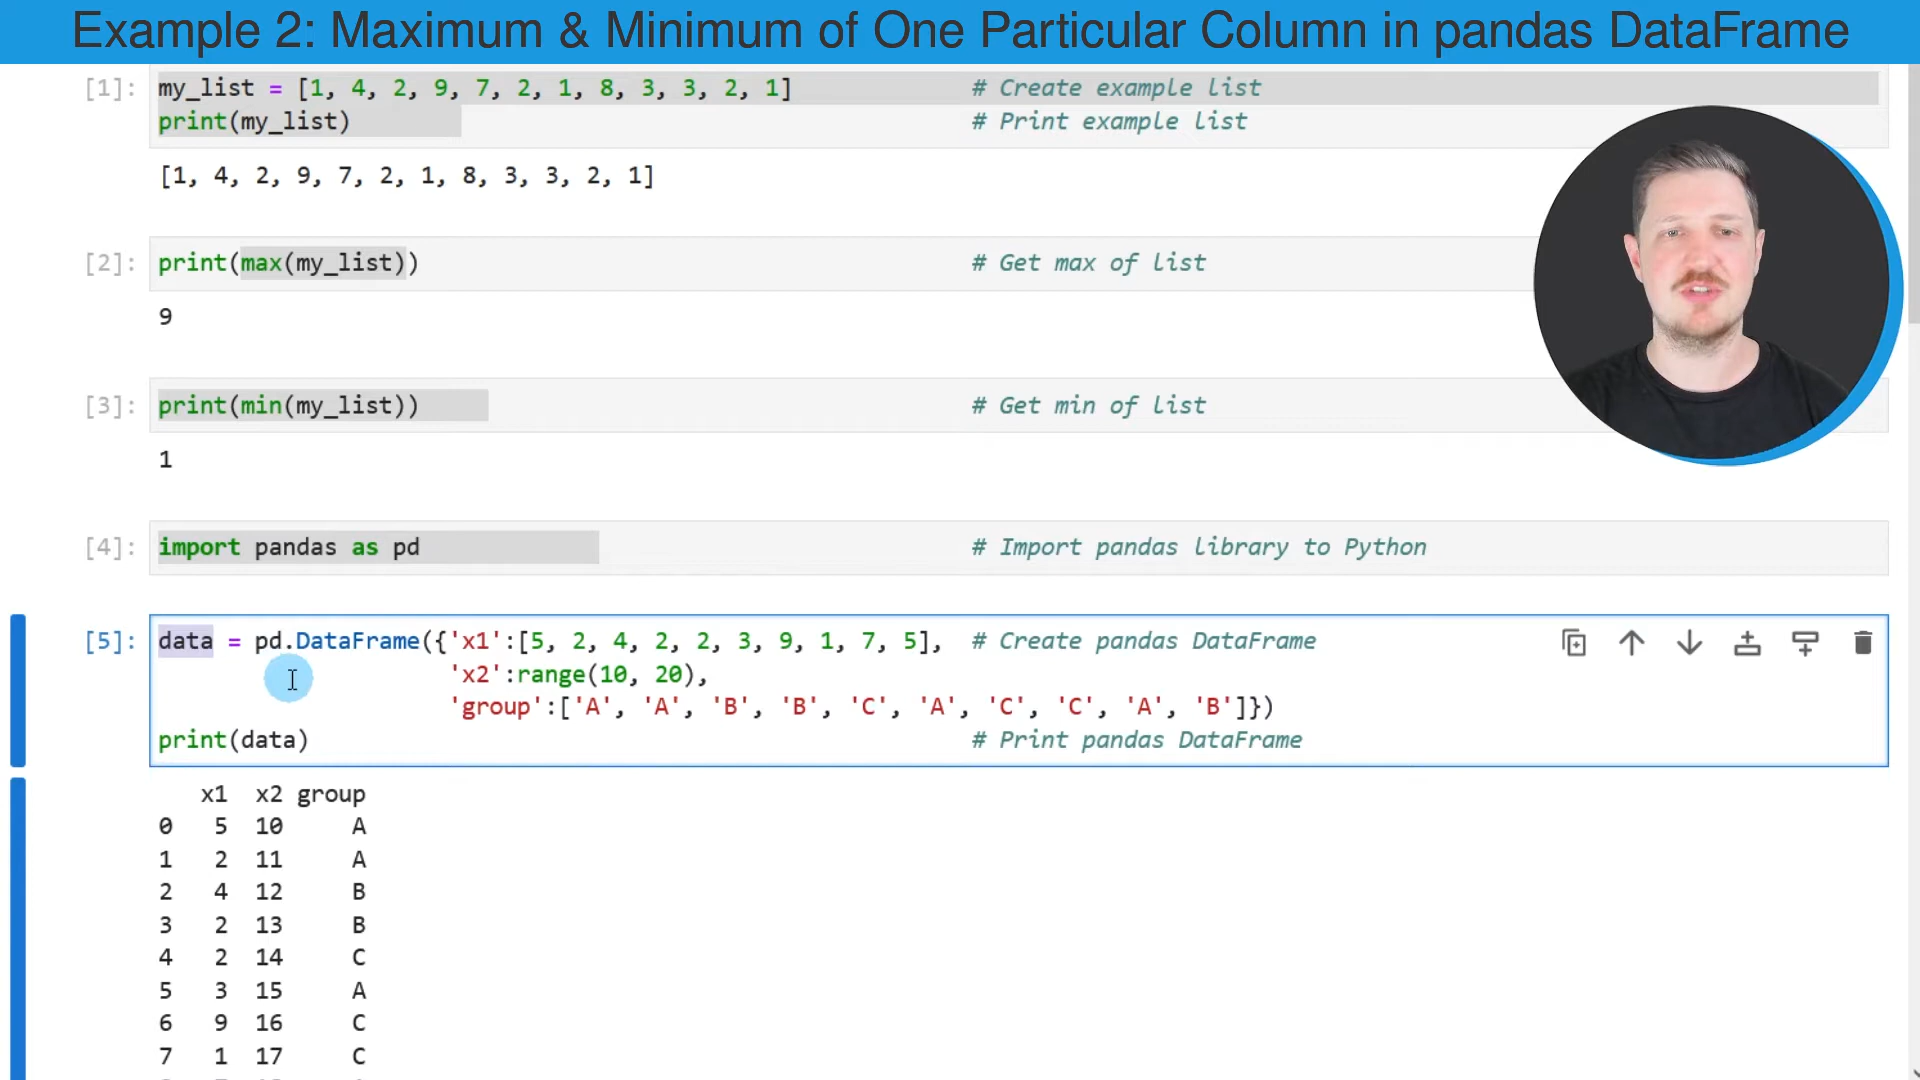 Example 2: Maximum & Minimum of One Particular Column in pandas DataFrame
[1]: my_list = [1, 4, 2, 9, 7, 2, 1, 8, 3, 3, 2, 1] # Create example list
print(my_list) # Print example list
[1, 4, 2, 9, 7, 2, 1, 8, 3, 3, 2, 1]
[2]: print(max(my_list)) # Get max of list
9
[3]: print(min(my_list)) # Get min of list
1
[4]: import pandas as pd # Import pandas library to Python
[5]: data = pd.DataFrame({'x1':[5, 2, 4, 2, 2, 3, 9, 1, 7, 5], # Create pandas DataFrame
'x2':range(10, 20),
'group':['A', 'A', 'B', 'B', 'C', 'A', 'C', 'C', 'A', 'B']})
print(data) # Print pandas DataFrame
x1 x2 group
0 5 10 A
1 2 11 A
2 4 12 B
3 2 13 B
4 2 14 C
5 3 15 A
6 9 16 C
7 1 17 C